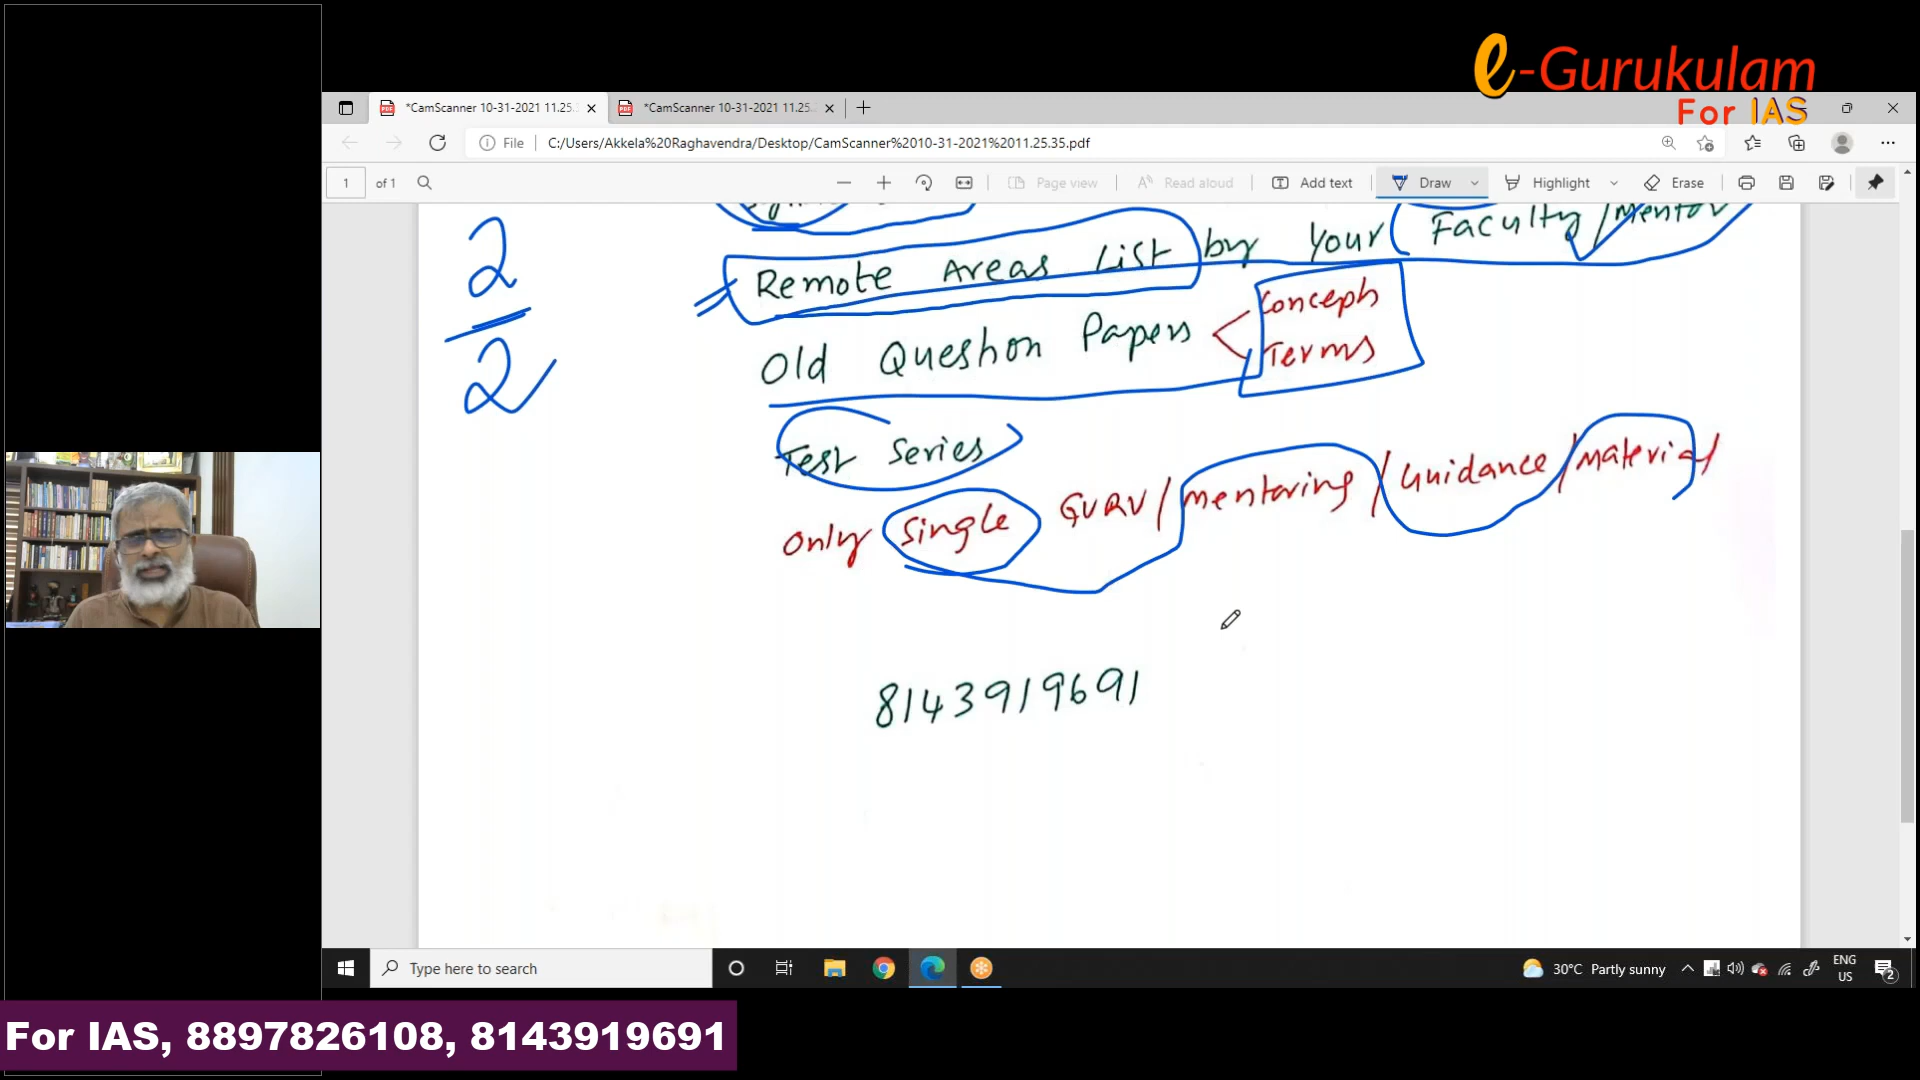 e-Gurukulam
For IAS
*CamScanner 10-31-2021 11.25.
*CamScanner 10-31-2021 11.25.
File
C:/Users/Akkela%20Raghavendra/Desktop/CamScanner%2010-31-2021%2011.25.35.pdf
1 of 1
Page view
Read aloud
Add text
Draw
Highlight
Erase
2
2
Remote Areas List by Your Faculty/Mentor
Old Question Papers
Concepts
Terms
Test Series
Only Single GURU/mentoring/Guidance/material/
8143919691
Type here to search
30°C Partly sunny
ENG
US
2
For IAS, 8897826108, 8143919691